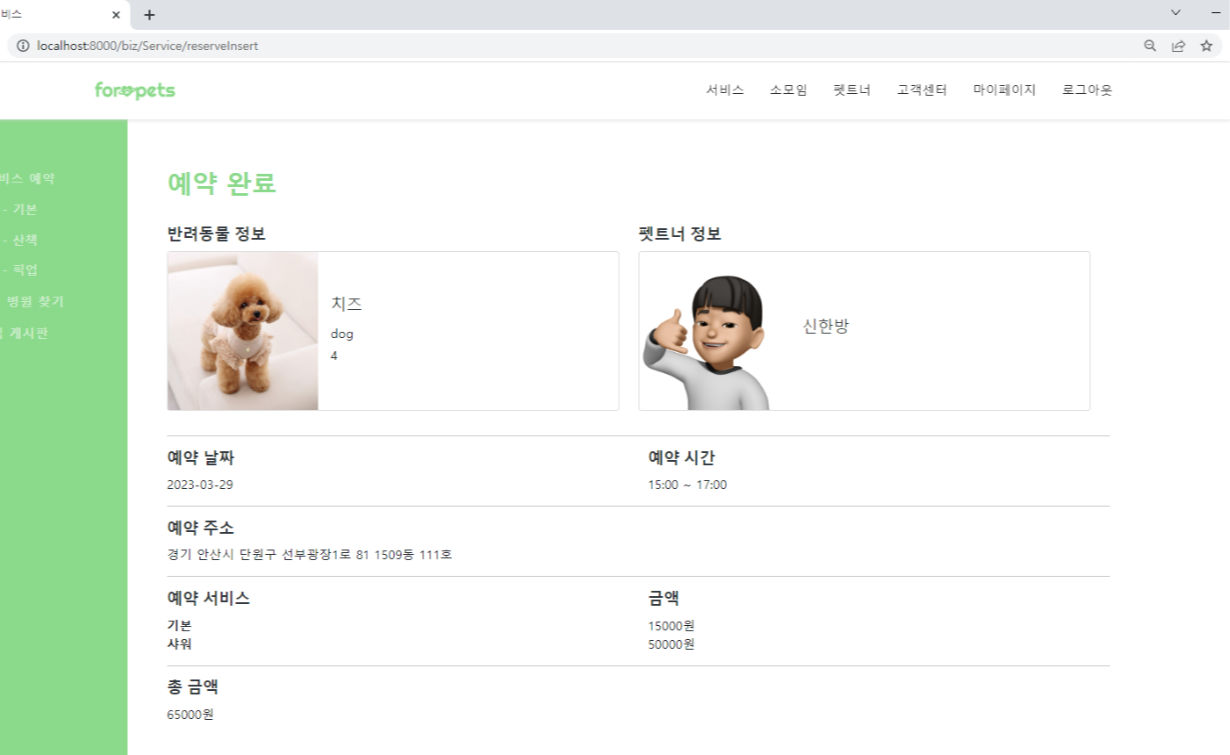 비스
localhost:8000/biz/Service/reserveInsert
for pets
서비스 소모임 펫트너 고객센터 마이페이지 로그아웃
비스 예약
- 기본
- 산책
- 픽업
병원 찾기
게시판
예약 완료
반려동물 정보
펫트너 정보
치즈
dog
4
신한방
예약 날짜
예약 시간
2023-03-29
15:00 ~ 17:00
예약 주소
경기 안산시 단원구 선부광장1로 81 1509동 111호
예약 서비스
금액
기본
15000원
샤워
50000원
총 금액
65000원